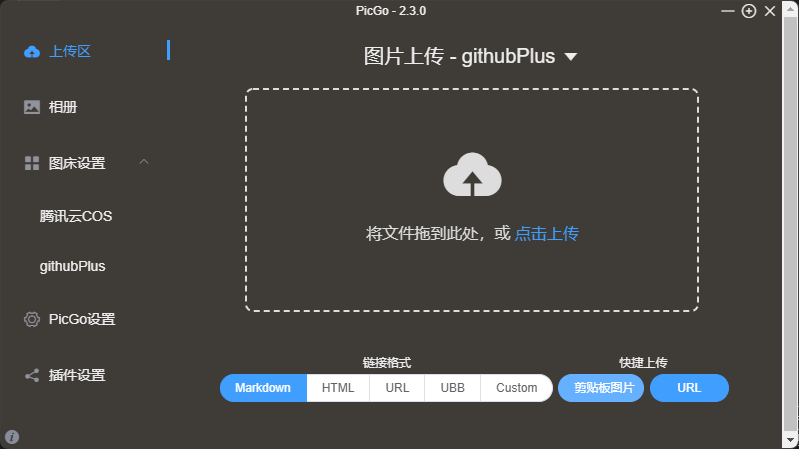 PicGo - 2.3.0
上传区
相册
图床设置
腾讯云COS
githubPlus
PicGo设置
插件设置
图片上传 - githubPlus
将文件拖到此处，或 点击上传
链接格式
Markdown HTML URL UBB Custom
快捷上传
剪贴板图片 URL